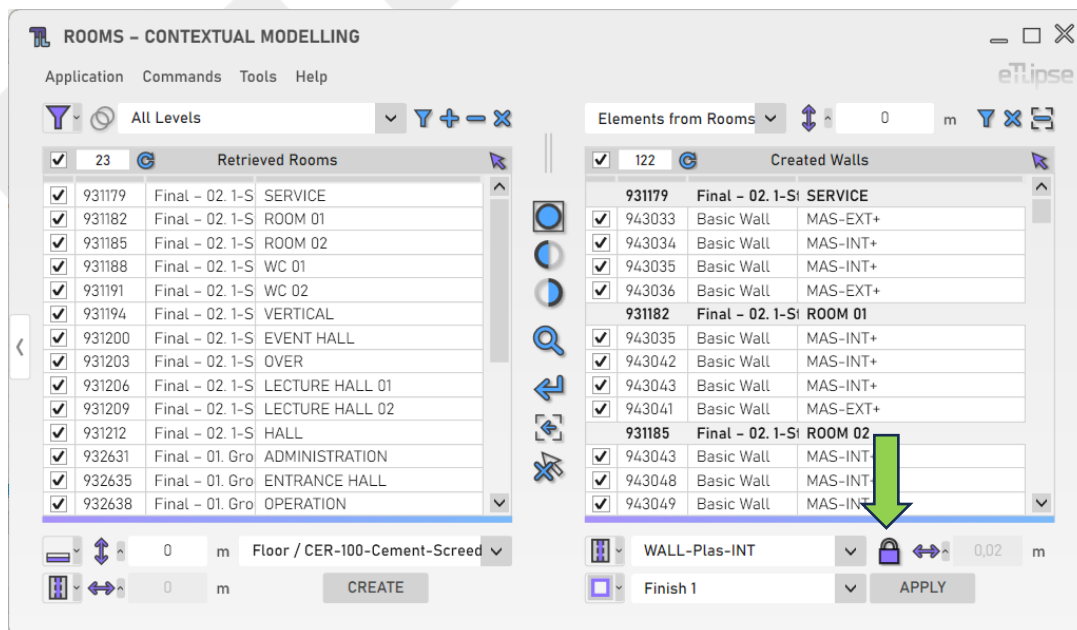 ROOMS – CONTEXTUAL MODELLING
Application Commands Tools Help
eTLipse
All Levels
Elements from Rooms 0 m
23 Retrieved Rooms
931179 Final – 02. 1-S SERVICE
931182 Final – 02. 1-S ROOM 01
931185 Final – 02. 1-S ROOM 02
931188 Final – 02. 1-S WC 01
931191 Final – 02. 1-S WC 02
931194 Final – 02. 1-S VERTICAL
931200 Final – 02. 1-S EVENT HALL
931203 Final – 02. 1-S OVER
931206 Final – 02. 1-S LECTURE HALL 01
931209 Final – 02. 1-S LECTURE HALL 02
931212 Final – 02. 1-S HALL
932631 Final – 01. Gro ADMINISTRATION
932635 Final – 01. Gro ENTRANCE HALL
932638 Final – 01. Gro OPERATION
122 Created Walls
931179 Final – 02. 1-St SERVICE
943033 Basic Wall MAS-EXT+
943034 Basic Wall MAS-INT+
943035 Basic Wall MAS-INT+
943036 Basic Wall MAS-EXT+
931182 Final – 02. 1-St ROOM 01
943035 Basic Wall MAS-INT+
943042 Basic Wall MAS-INT+
943043 Basic Wall MAS-INT+
943041 Basic Wall MAS-EXT+
931185 Final – 02. 1-St ROOM 02
943043 Basic Wall MAS-INT+
943048 Basic Wall MAS-INT+
943049 Basic Wall MAS-INT
0 m Floor / CER-100-Cement-Screed
0 m CREATE
WALL-Plas-INT 0,02 m
Finish 1 APPLY